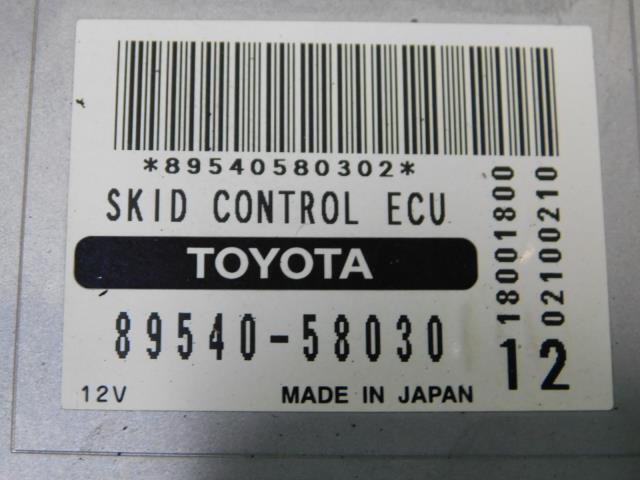 *89540580302*
SKID CONTROL ECU
TOYOTA
89540-58030
12V
MADE IN JAPAN
18001800
02100210
12